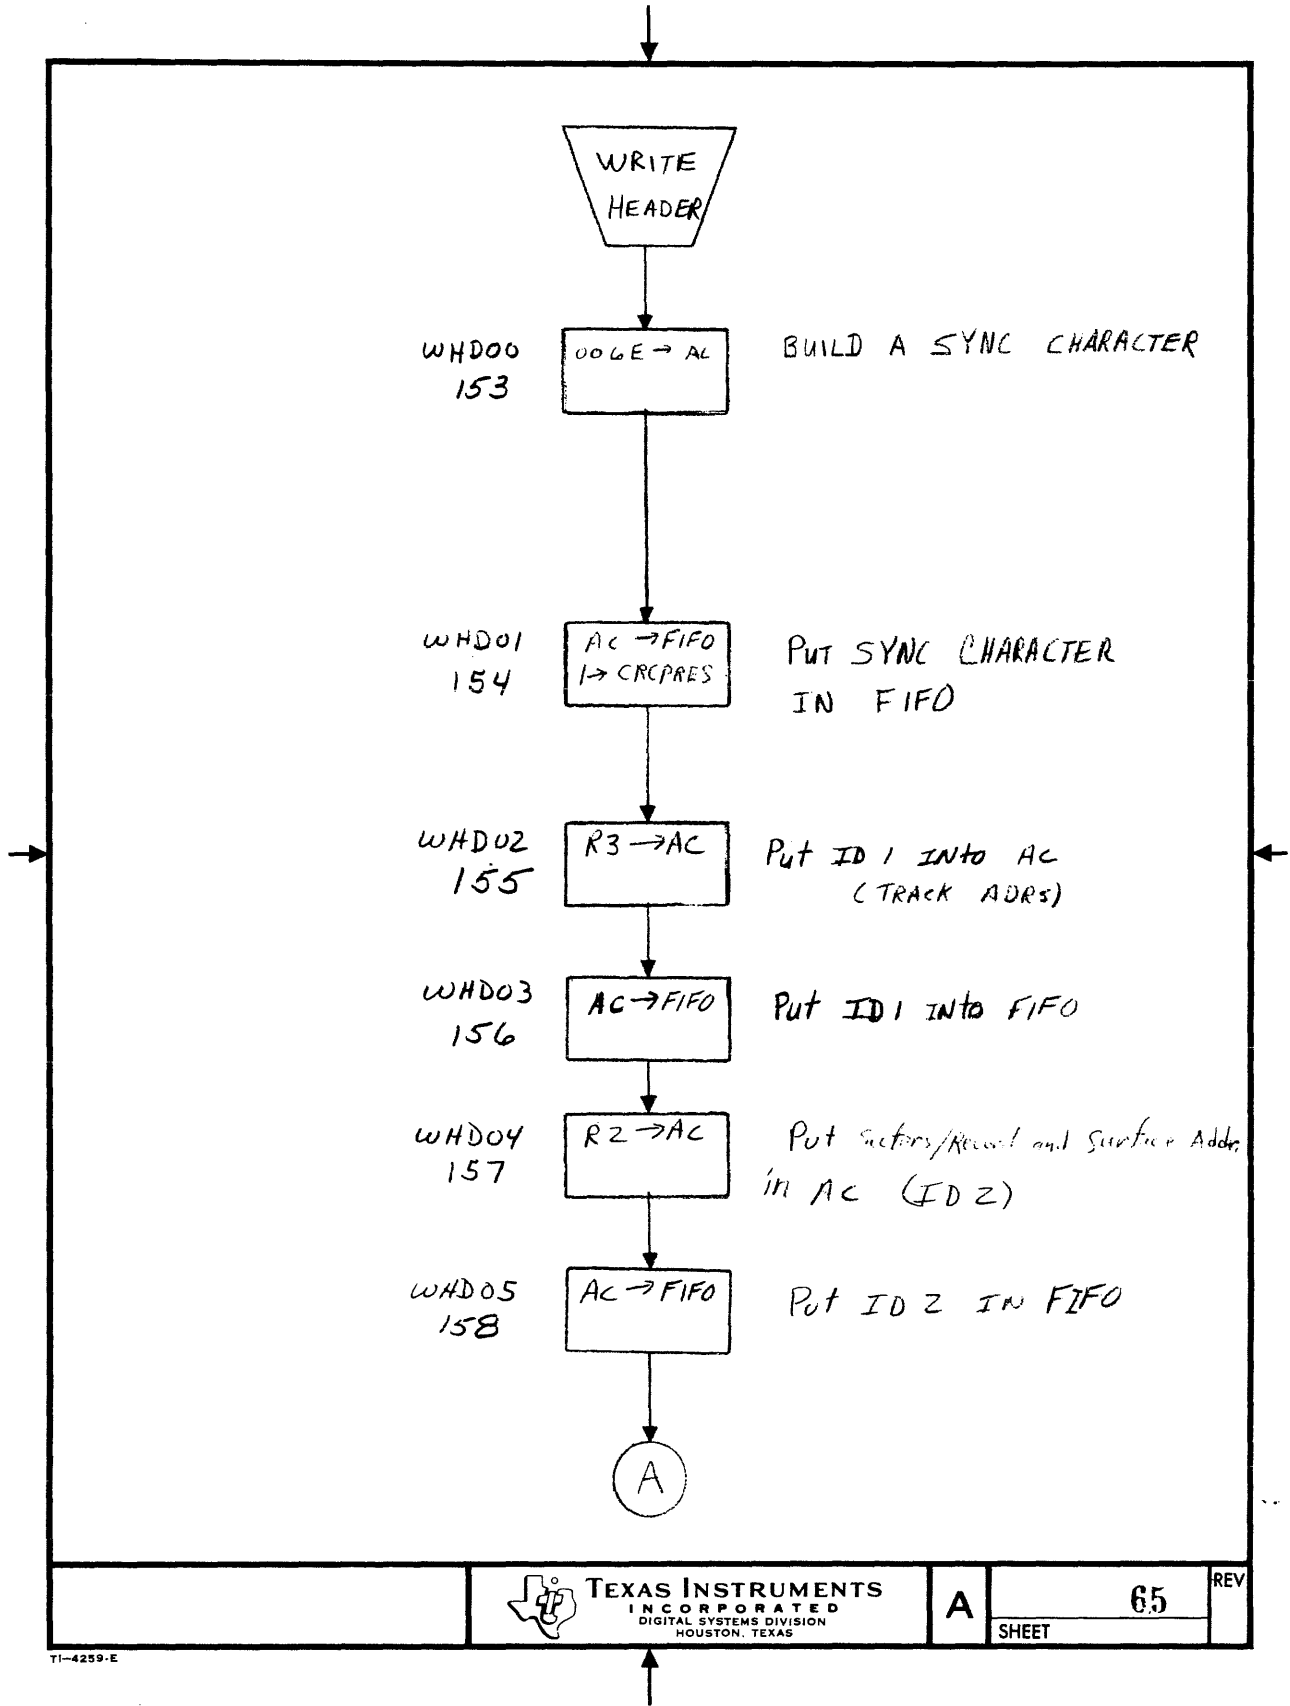 WRITE
HEADER
WHD00
153
006E → AC
BUILD A SYNC CHARACTER
WHD01
154
AC → FIFO
1 → CRCPRES
PUT SYNC CHARACTER
IN FIFO
WHD02
155
R3 → AC
Put ID 1 INto AC
(TRACK ADRS)
WHD03
156
AC → FIFO
Put ID1 INto FIFO
WHD04
157
R2 → AC
Put Sectors/Record and Surface Addr.
in AC (ID 2)
WHD05
158
AC → FIFO
Put ID 2 IN FIFO
A
TEXAS INSTRUMENTS
INCORPORATED
DIGITAL SYSTEMS DIVISION
HOUSTON, TEXAS
A
65
SHEET
REV
TI-4259-E